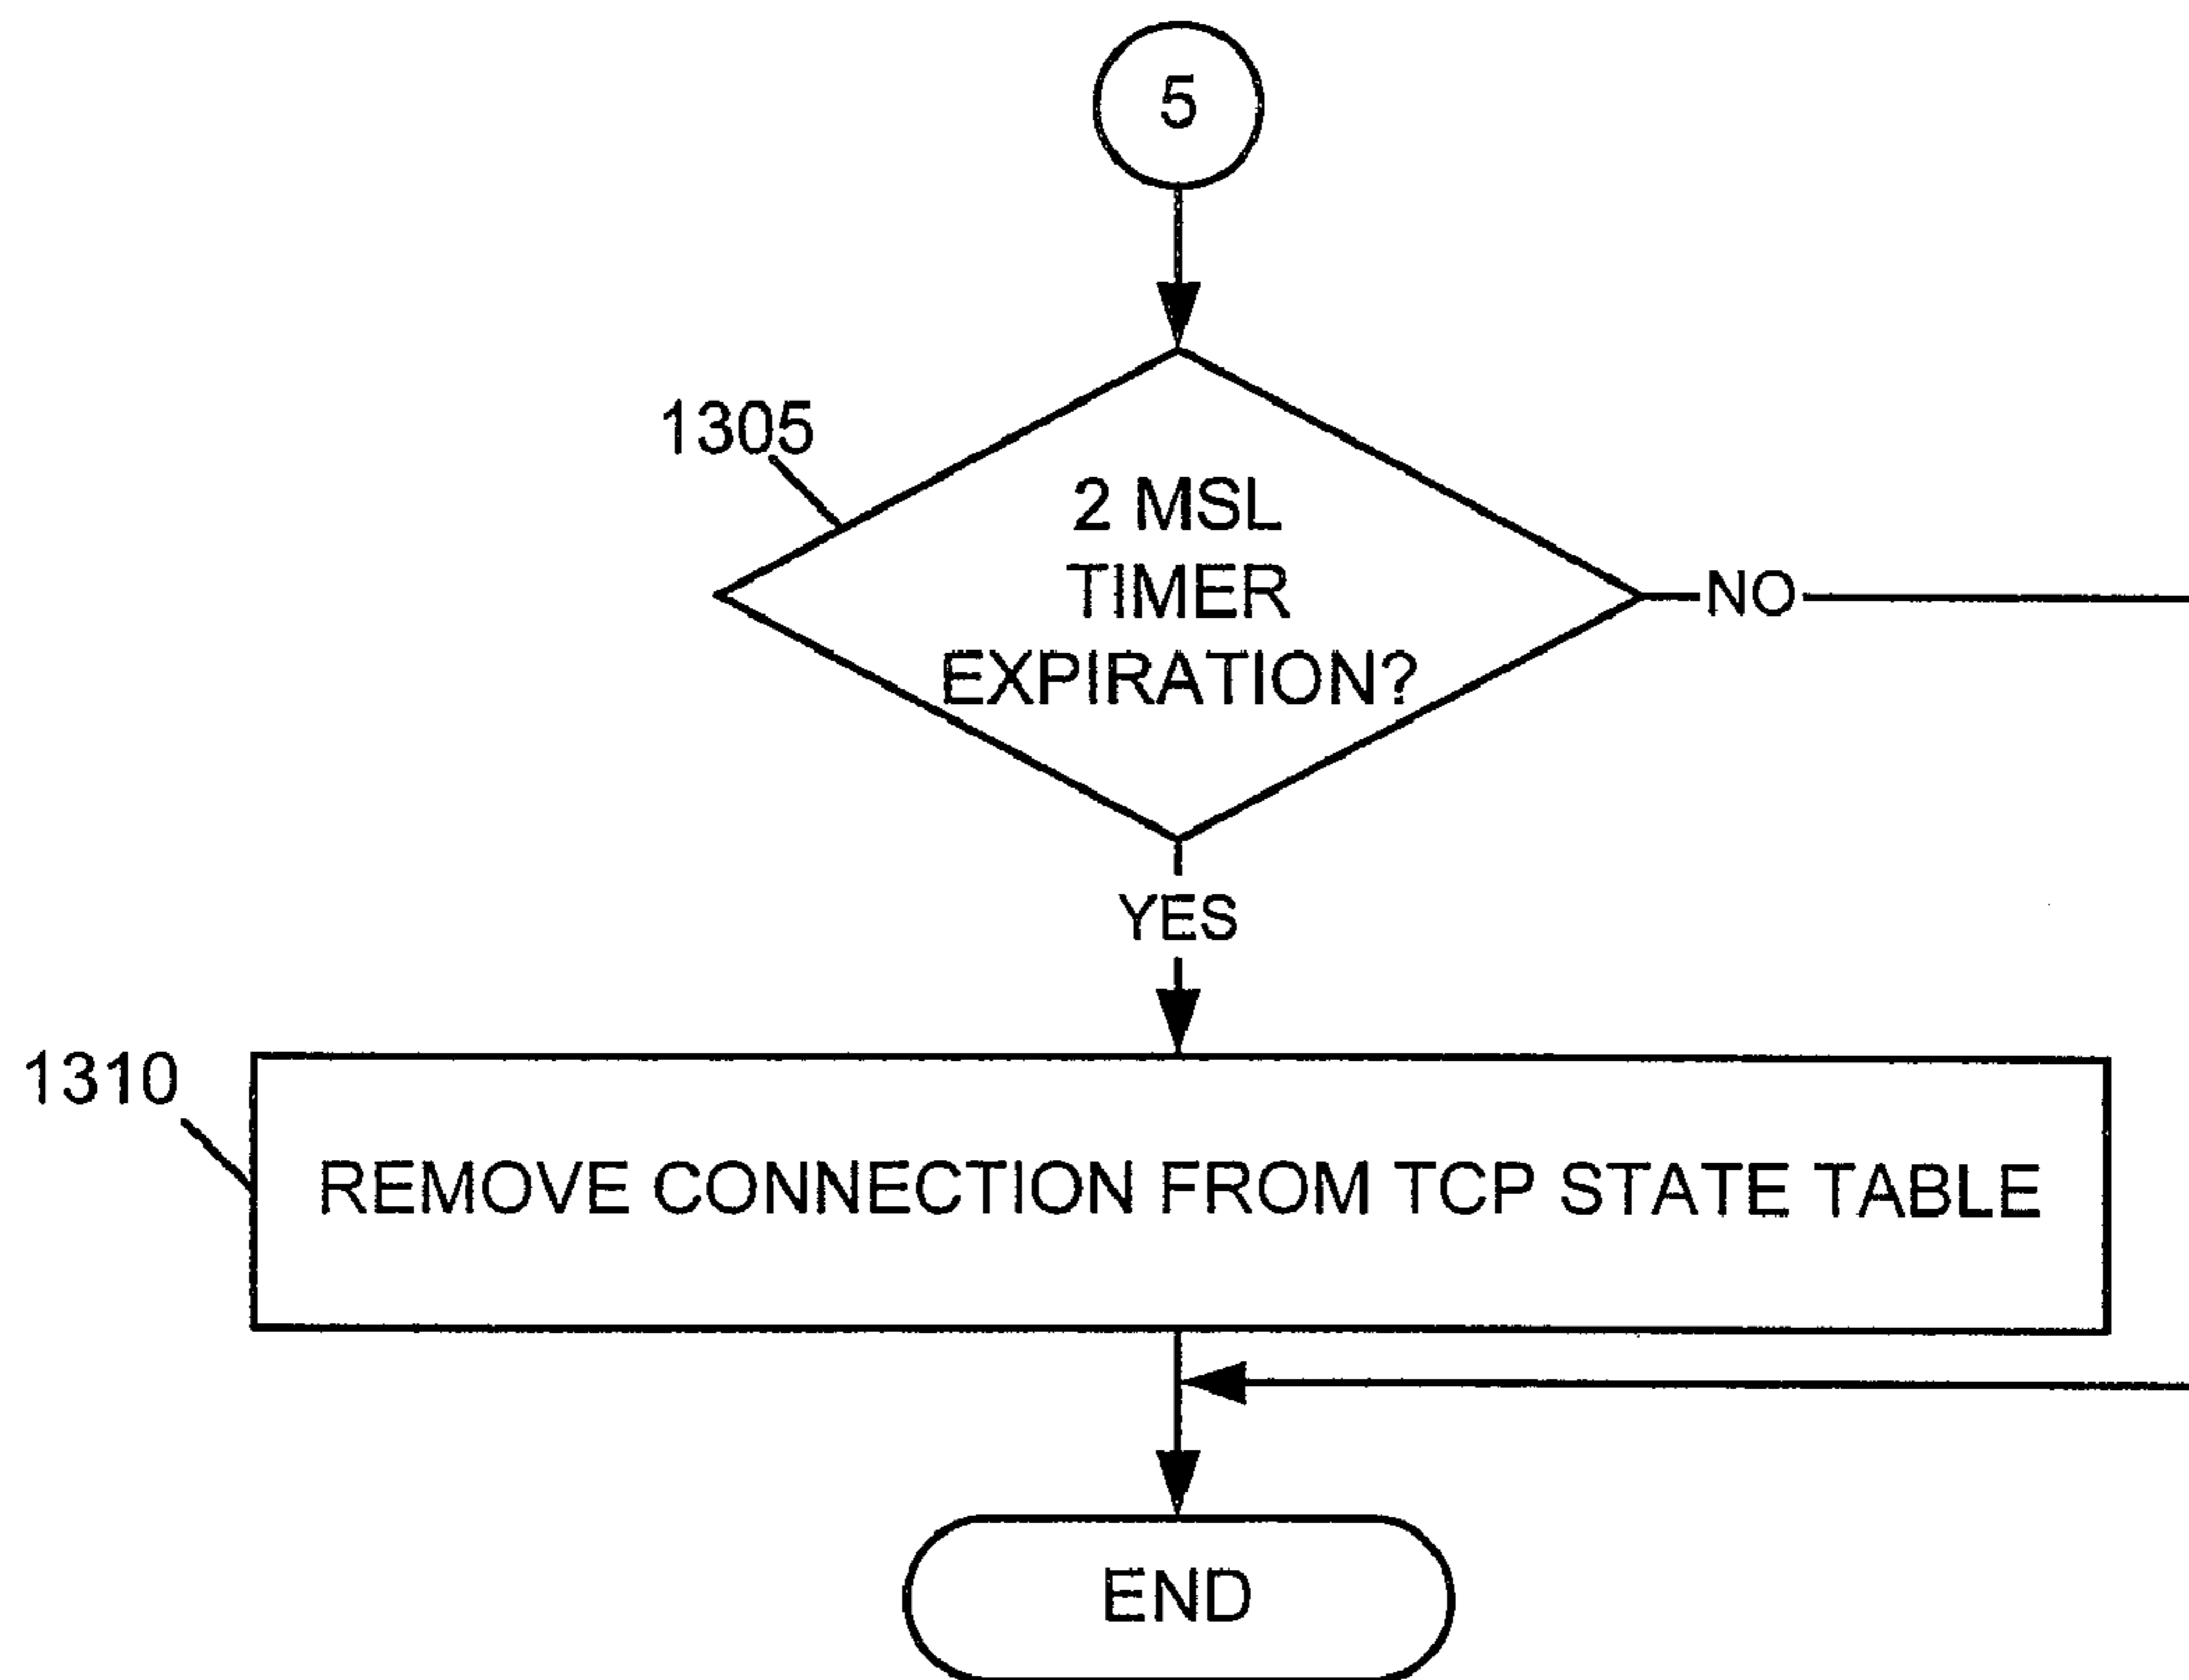 5
1305
2 MSL
TIMER
EXPIRATION?
NO
YES
1310
REMOVE CONNECTION FROM TCP STATE TABLE
END